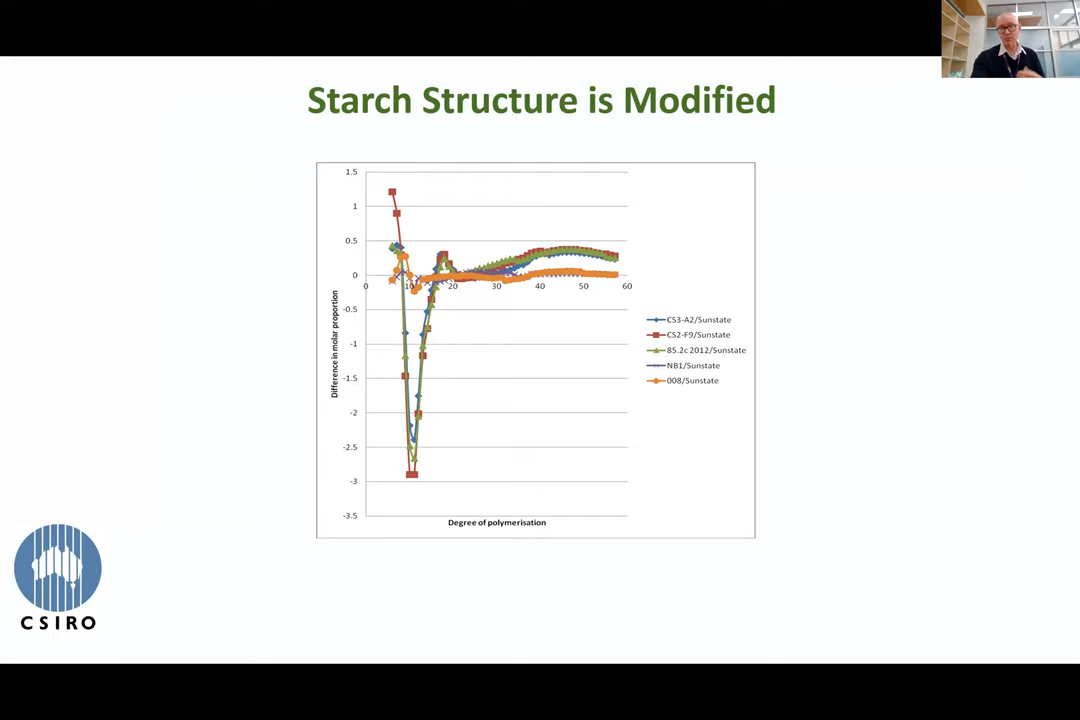 Starch Structure is Modified
1.5
1
0.5
0
-0.5
-1
-1.5
-2
-2.5
-3
-3.5
0
10
20
30
40
50
60
Difference in molar proportion
Degree of polymerisation
CS3-A2/Sunstate
CS2-F9/Sunstate
85.2c 2012/Sunstate
NB1/Sunstate
008/Sunstate
CSIRO